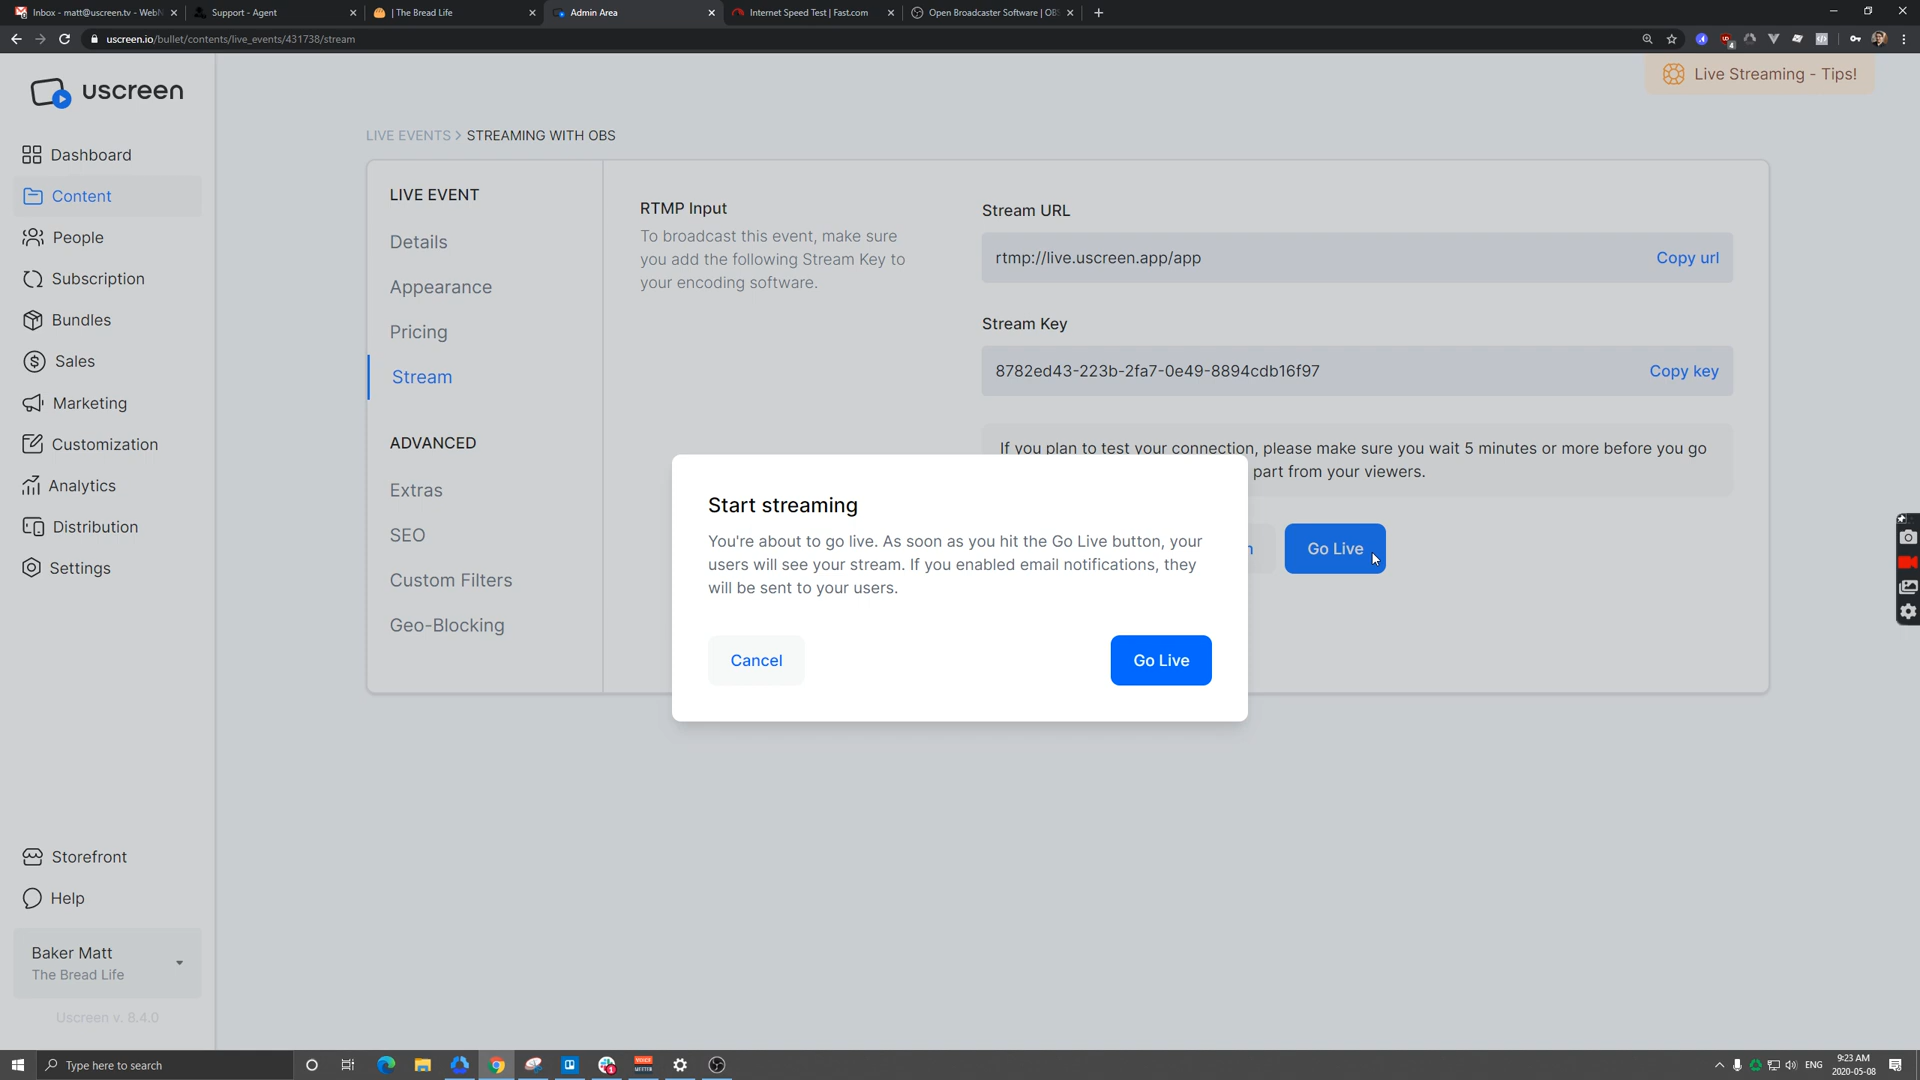 Inbox - matt@uscreen.tv - Web
Support - Agent
| The Bread Life
Admin Area
Internet Speed Test | Fast.com
Open Broadcaster Software | OBS
uscreen.io/bullet/contents/live_events/431738/stream
uscreen
Live Streaming - Tips!
LIVE EVENTS > STREAMING WITH OBS
Dashboard
Content
People
Subscription
Bundles
Sales
Marketing
Customization
Analytics
Distribution
Settings
LIVE EVENT
Details
Appearance
Pricing
Stream
ADVANCED
Extras
SEO
Custom Filters
Geo-Blocking
RTMP Input
To broadcast this event, make sure
you add the following Stream Key to
your encoding software.
Stream URL
rtmp://live.uscreen.app/app
Copy url
Stream Key
8782ed43-223b-2fa7-0e49-8894cdb16f97
Copy key
If you plan to test your connection, please make sure you wait 5 minutes or more before you go
part from your viewers.
Go Live
Start streaming
You're about to go live. As soon as you hit the Go Live button, your
users will see your stream. If you enabled email notifications, they
will be sent to your users.
Cancel
Go Live
Storefront
Help
Baker Matt
The Bread Life
Uscreen v. 8.4.0
Type here to search
ENG
9:23 AM
2020-05-08